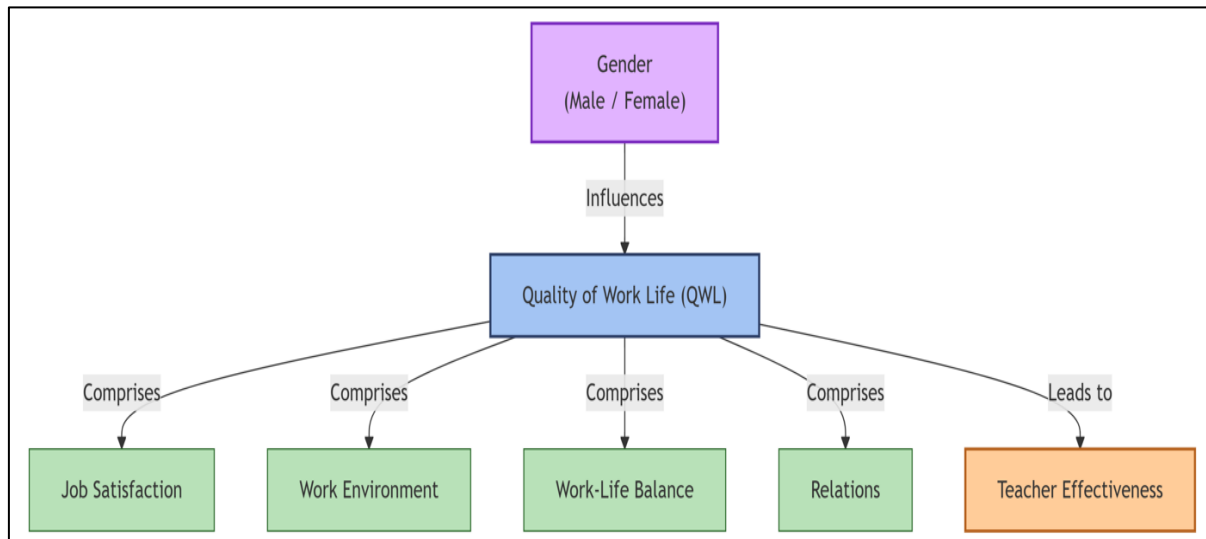 Gender
(Male / Female)
Influences
Quality of Work Life (QWL)
Comprises
Comprises
Comprises
Comprises
Leads to
Job Satisfaction
Work Environment
Work-Life Balance
Relations
Teacher Effectiveness